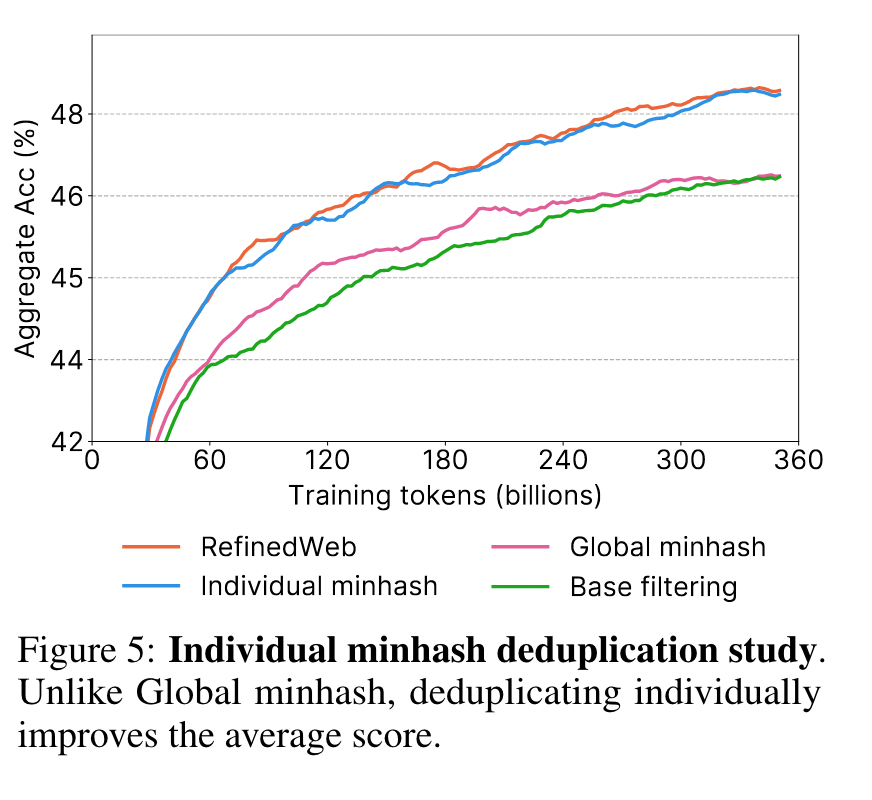 Aggregate Acc (%)
48
46
45
44
42
0 60 120 180 240 300 360
Training tokens (billions)
RefinedWeb Global minhash
Individual minhash Base filtering
Figure 5: Individual minhash deduplication study.
Unlike Global minhash, deduplicating individually
improves the average score.